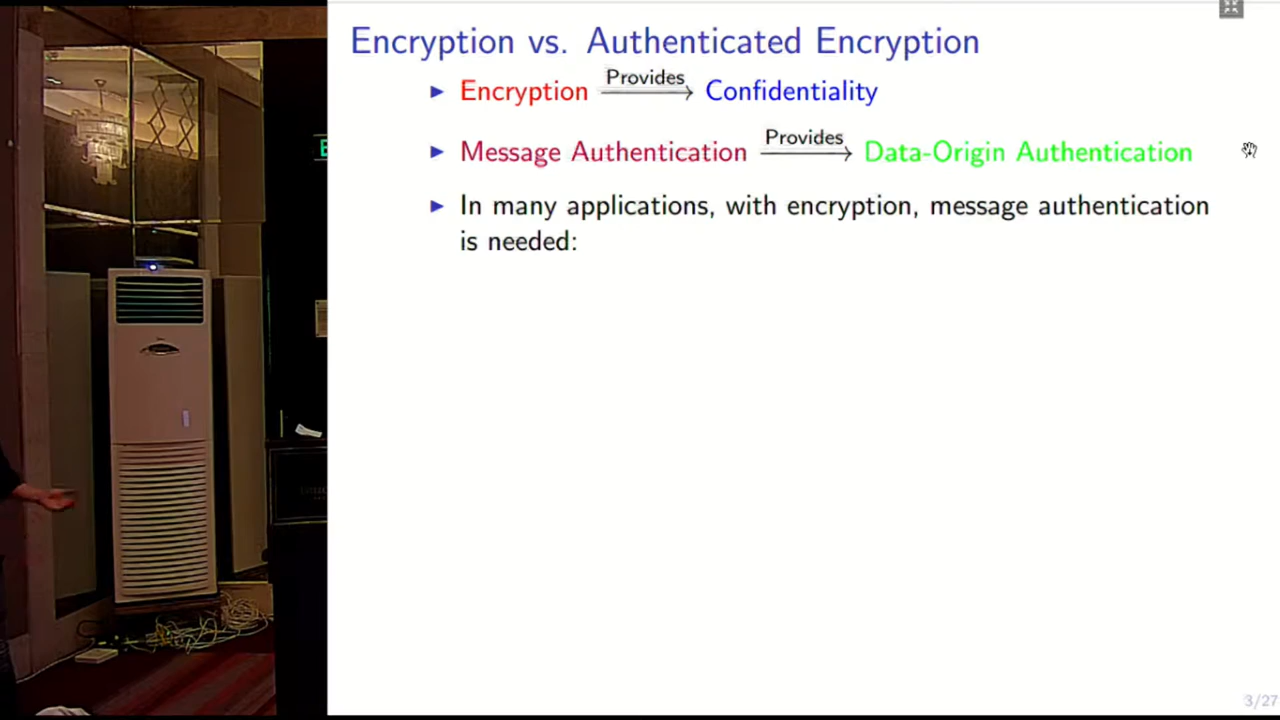 Encryption vs. Authenticated Encryption
▶ Encryption —Provides→ Confidentiality
▶ Message Authentication —Provides→ Data-Origin Authentication
▶ In many applications, with encryption, message authentication
is needed:
3/27